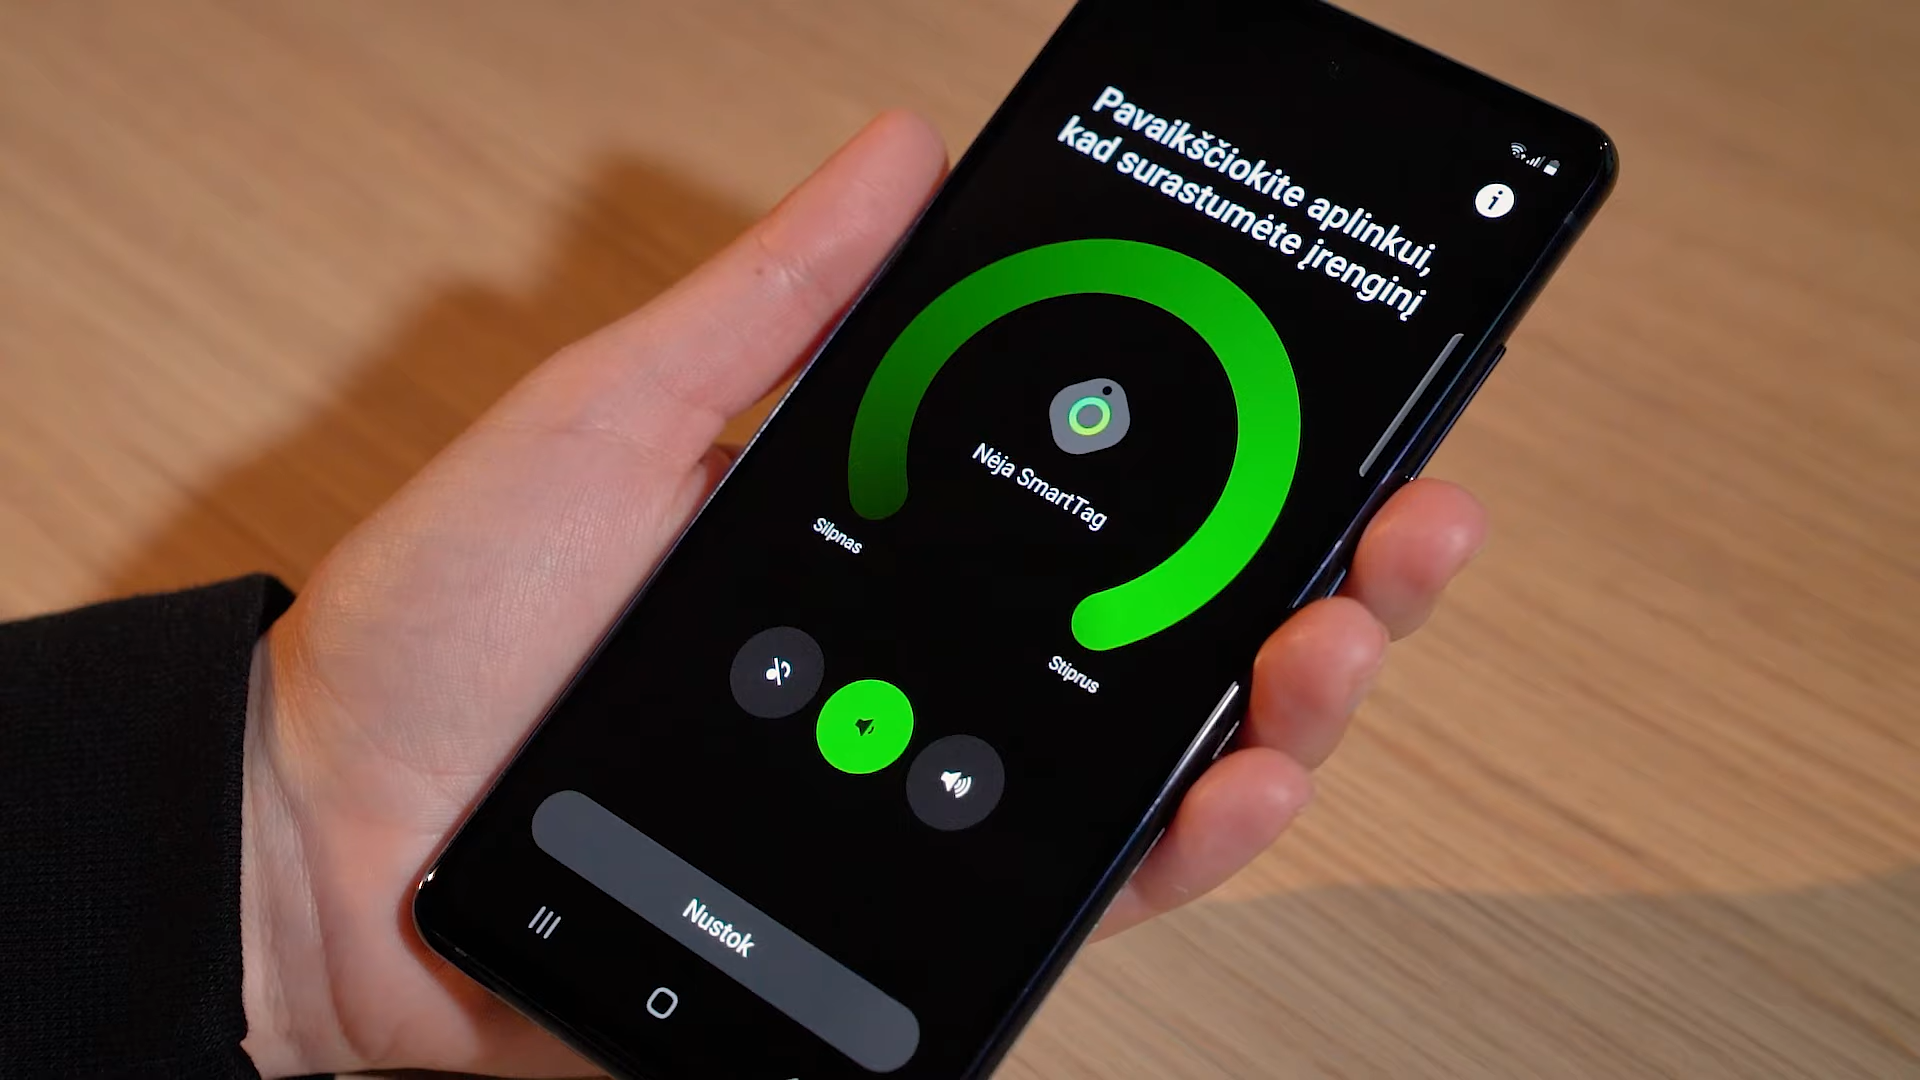 Pavaikščiokite aplinkui,
kad surastumėte įrenginį
Nėja SmartTag
Silpnas
Stiprus
Nustok